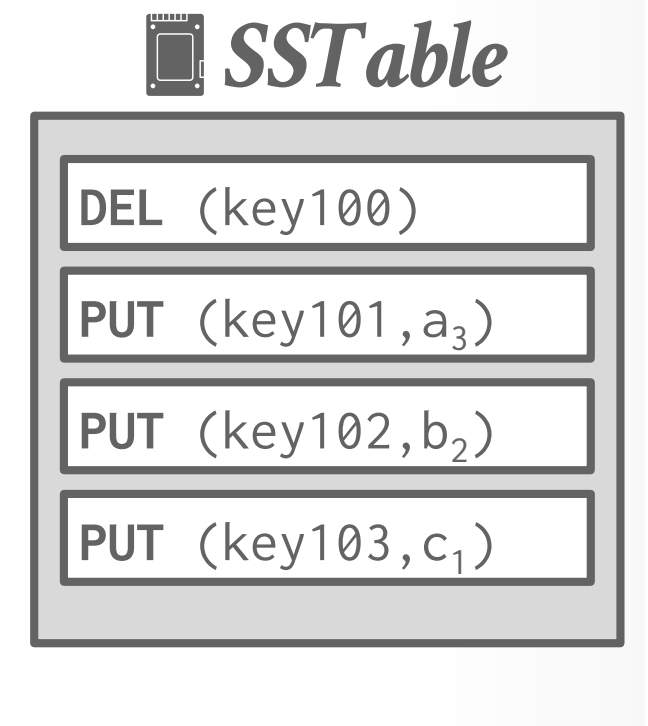 SSTable
DEL (key100)
PUT (key101,a₃)
PUT (key102,b₂)
PUT (key103,c₁)